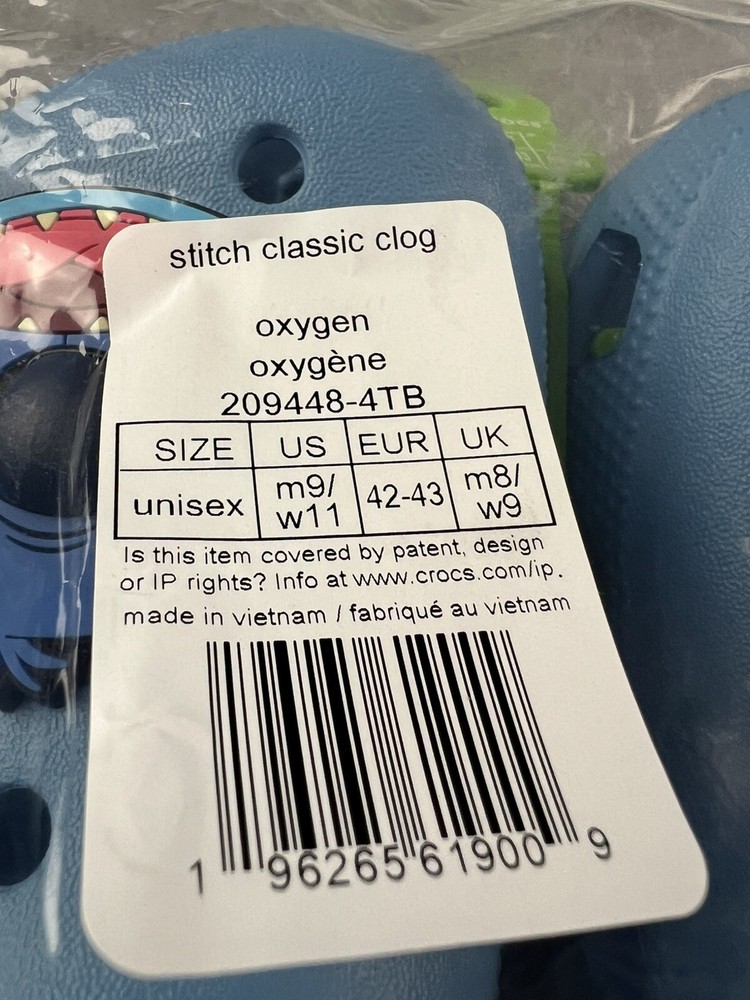 stitch classic clog
oxygen
oxygène
209448-4TB
SIZE US EUR UK
unisex m9/w11 42-43 m8/w9
Is this item covered by patent, design
or IP rights? Info at www.crocs.com/ip.
made in vietnam / fabriqué au vietnam
1 96265 61900 9